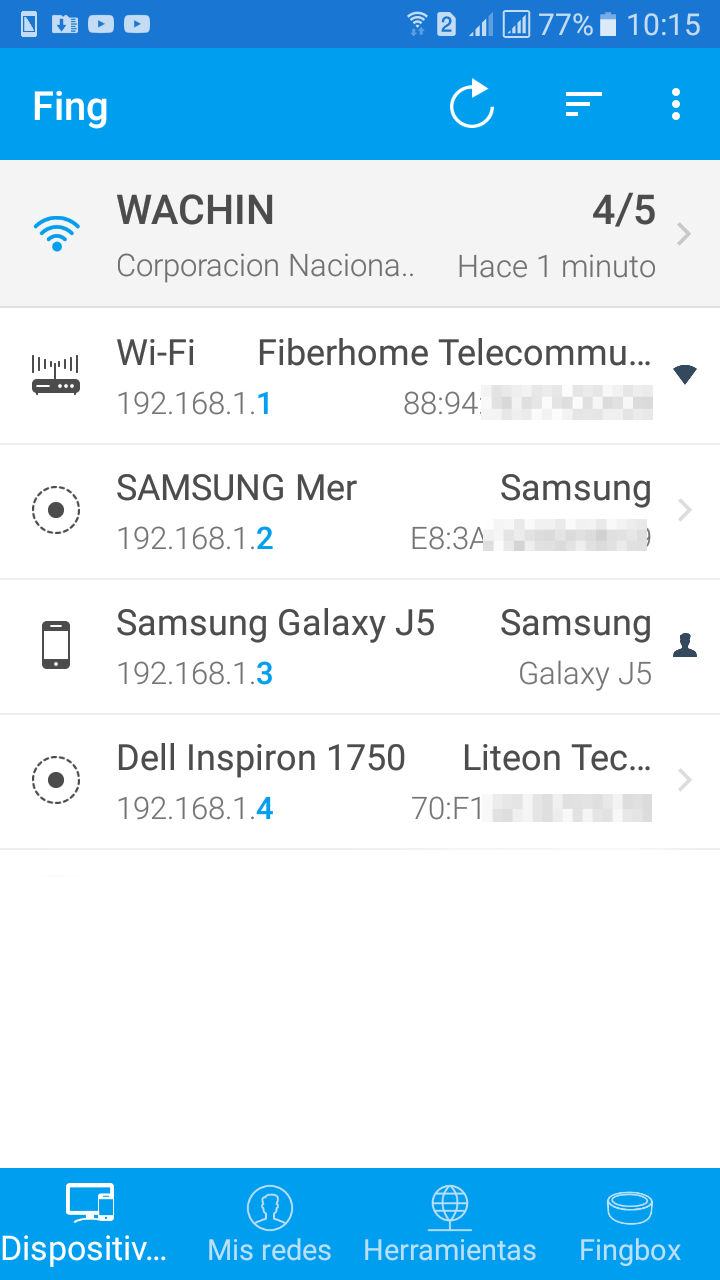 2 77% 10:15
Fing
WACHIN 4/5
Corporacion Naciona.. Hace 1 minuto
Wi-Fi Fiberhome Telecommu...
192.168.1.1 88:94:
SAMSUNG Mer Samsung
192.168.1.2 E8:3A 9
Samsung Galaxy J5 Samsung
192.168.1.3 Galaxy J5
Dell Inspiron 1750 Liteon Tec...
192.168.1.4 70:F1
Dispositiv... Mis redes Herramientas Fingbox